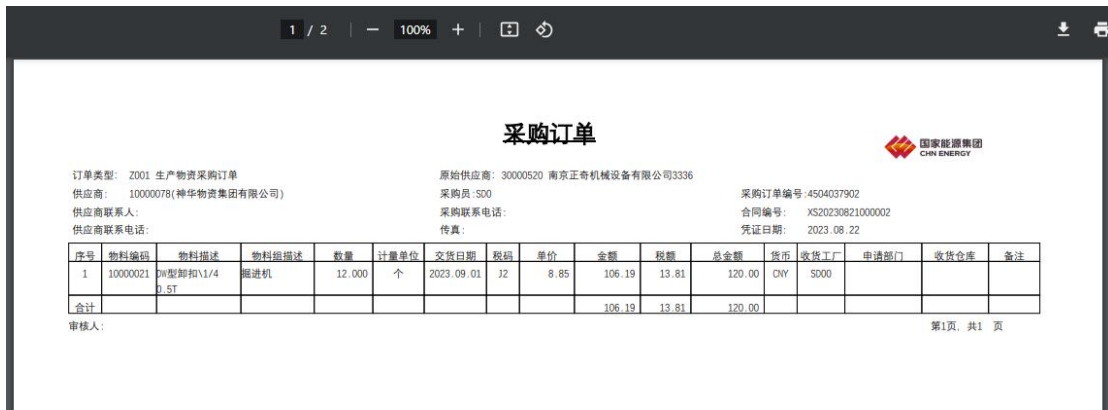 1 / 2 | — 100% + |
采购订单
国家能源集团
CHN ENERGY
订单类型: Z001 生产物资采购订单 原始供应商: 30000520 南京正奇机械设备有限公司3336
供应商: 10000078(神华物资集团有限公司) 采购员:SD0 采购订单编号:4504037902
供应商联系人: 采购联系电话: 合同编号: XS20230821000002
供应商联系电话: 传真: 凭证日期: 2023.08.22
序号 物料编码 物料描述 物料组描述 数量 计量单位 交货日期 税码 单价 金额 税额 总金额 货币 收货工厂 申请部门 收货仓库 备注
1 10000021 DW型卸扣\1/4 掘进机 12.000 个 2023.09.01 J2 8.85 106.19 13.81 120.00 CNY SD00
0.5T
合计 106.19 13.81 120.00
审核人: 第1页, 共1 页